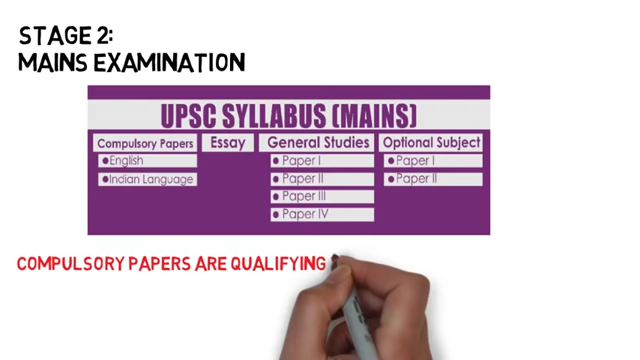 STAGE 2:
MAINS EXAMINATION
UPSC SYLLABUS (MAINS)
Compulsory Papers Essay General Studies Optional Subject
•English •Paper I •Paper I
•Indian Language •Paper II •Paper II
•Paper III
•Paper IV
COMPULSORY PAPERS ARE QUALIFYING